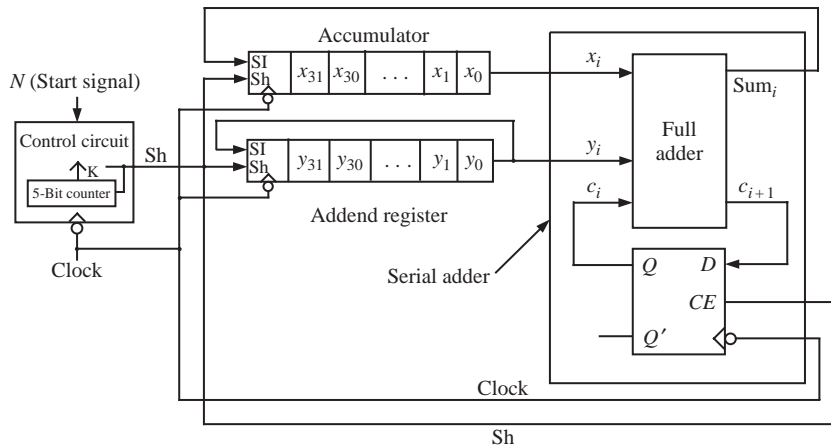 Accumulator
SI
Sh
x31 x30 . . . x1 x0
xi
Sumi
Full adder
N (Start signal)
Control circuit
K
5-Bit counter
Sh
SI
Sh
y31 y30 . . . y1 y0
yi
ci
ci+1
Addend register
Clock
Serial adder
Q
D
CE
Q′
Clock
Sh